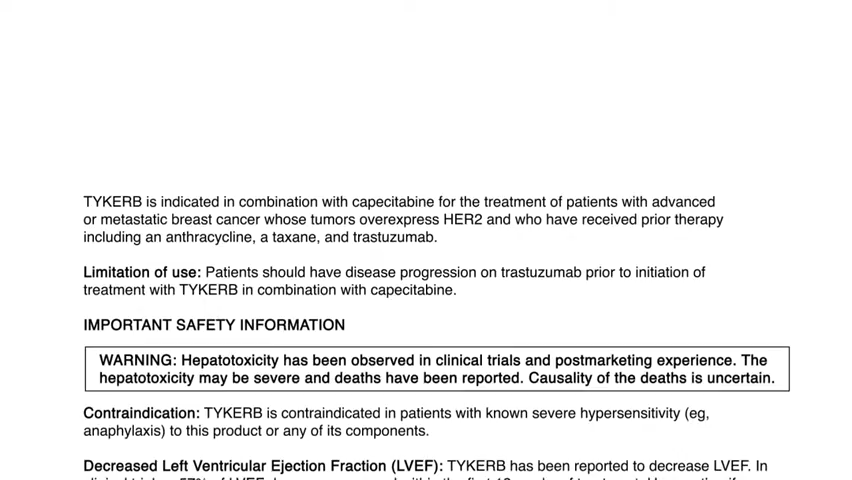 TYKERB is indicated in combination with capecitabine for the treatment of patients with advanced
or metastatic breast cancer whose tumors overexpress HER2 and who have received prior therapy
including an anthracycline, a taxane, and trastuzumab.
Limitation of use: Patients should have disease progression on trastuzumab prior to initiation of
treatment with TYKERB in combination with capecitabine.
IMPORTANT SAFETY INFORMATION
WARNING: Hepatotoxicity has been observed in clinical trials and postmarketing experience. The
hepatotoxicity may be severe and deaths have been reported. Causality of the deaths is uncertain.
Contraindication: TYKERB is contraindicated in patients with known severe hypersensitivity (eg,
anaphylaxis) to this product or any of its components.
Decreased Left Ventricular Ejection Fraction (LVEF): TYKERB has been reported to decrease LVEF. In